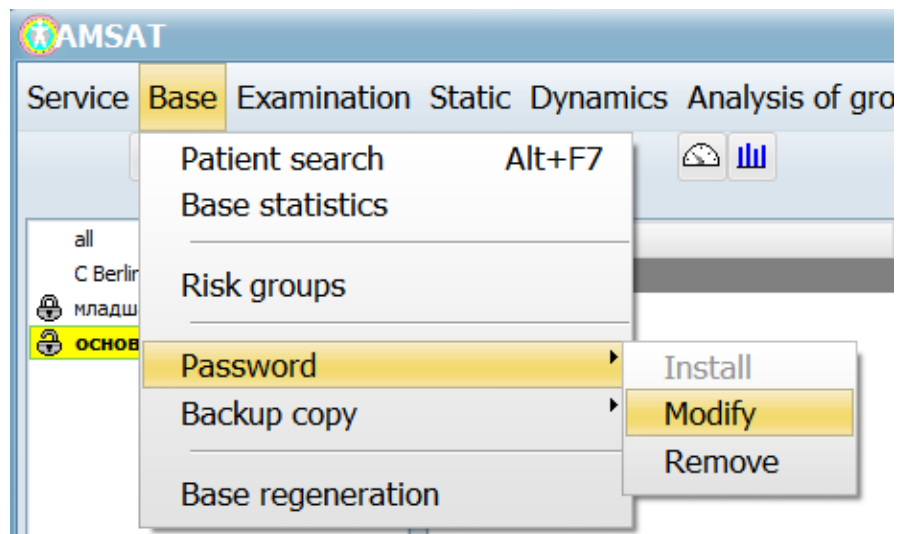 AMSAT
Service Base Examination Static Dynamics Analysis of gro
Patient search Alt+F7
Base statistics
all
C Berlin
Risk groups
младш
основ
Password
Install
Backup copy
Modify
Remove
Base regeneration